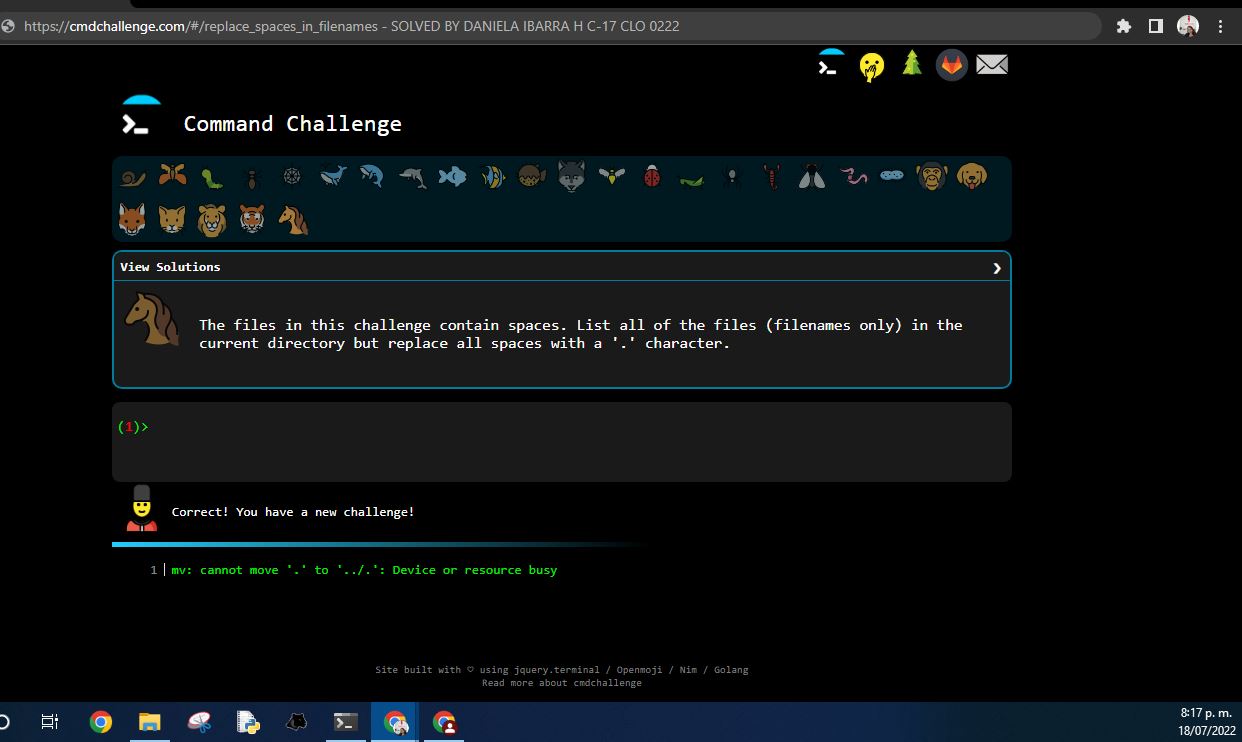 https://cmdchallenge.com/#/replace_spaces_in_filenames - SOLVED BY DANIELA IBARRA H C-17 CLO 0222
Command Challenge
View Solutions
The files in this challenge contain spaces. List all of the files (filenames only) in the
current directory but replace all spaces with a '.' character.
(1)>
Correct! You have a new challenge!
1 mv: cannot move '.' to '../.': Device or resource busy
Site built with ♡ using jquery.terminal / Openmoji / Nim / Golang
Read more about cmdchallenge
8:17 p. m.
18/07/2022